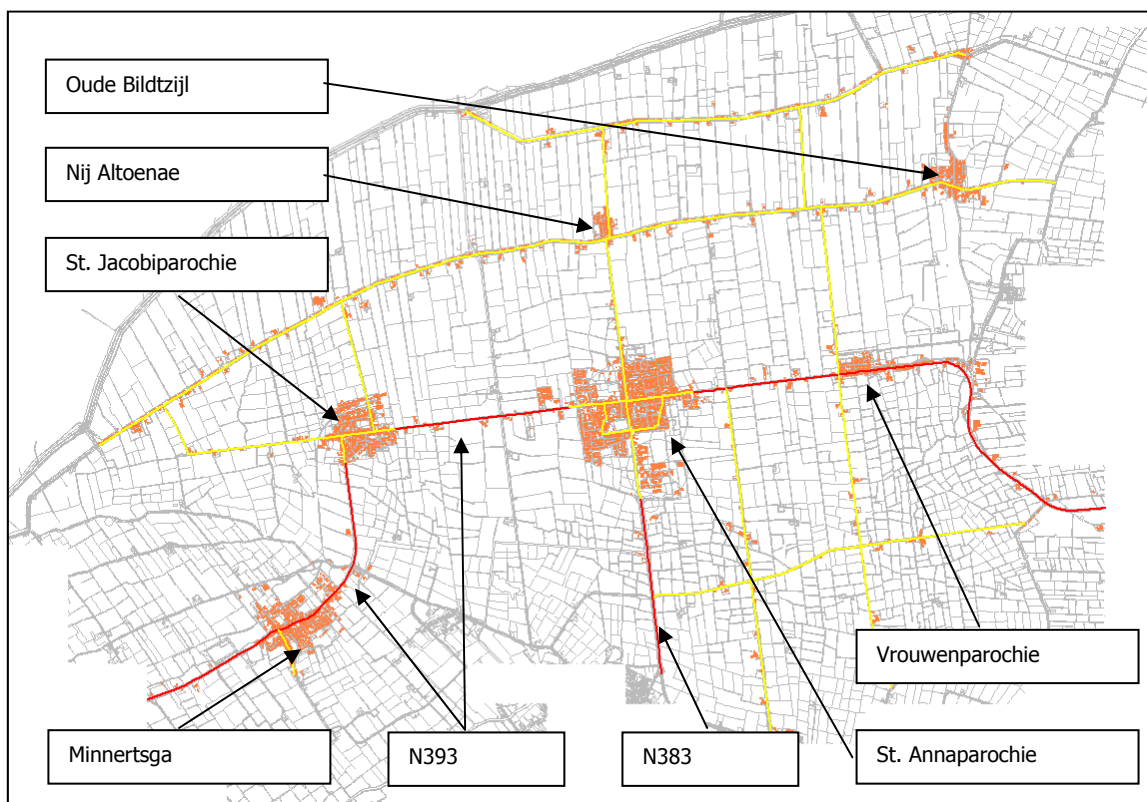 Oude Bildtzijl
Nij Altoenae
St. Jacobiparochie
Vrouwenparochie
Minnertsga
N393
N383
St. Annaparochie